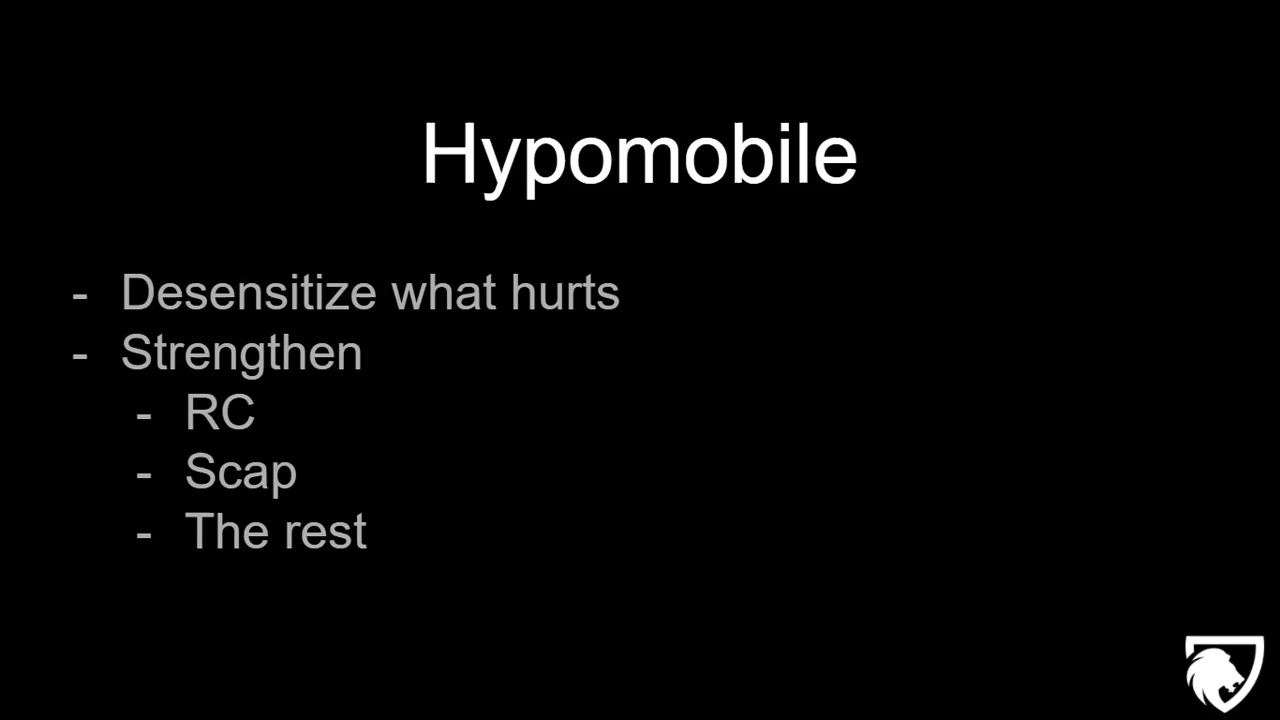 Hypomobile
- Desensitize what hurts
- Strengthen
- RC
- Scap
- The rest